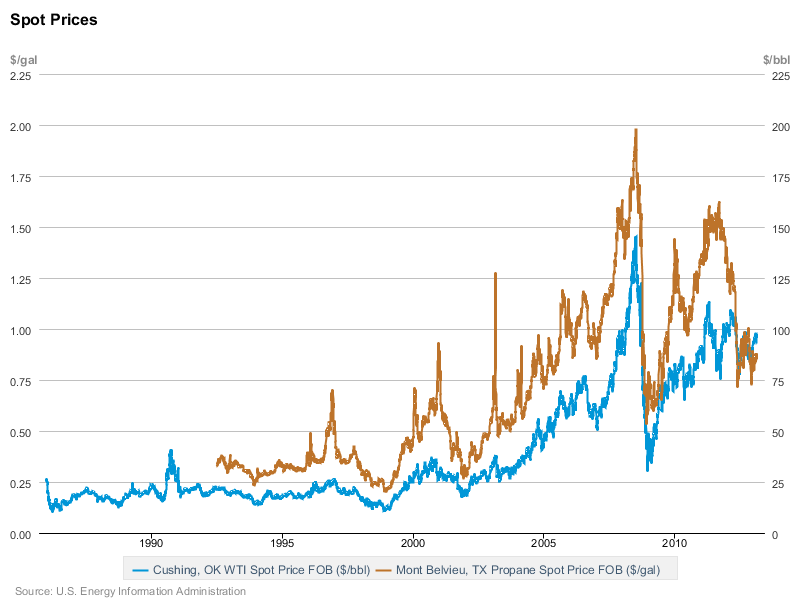 Spot Prices
$/gal $/bbl
2.25 225
2.00 200
1.75 175
1.50 150
1.25 125
1.00 100
0.75 75
0.50 50
0.25 25
0.00 0
1990 1995 2000 2005 2010
Cushing, OK WTI Spot Price FOB ($/bbl) Mont Belvieu, TX Propane Spot Price FOB ($/gal)
Source: U.S. Energy Information Administration